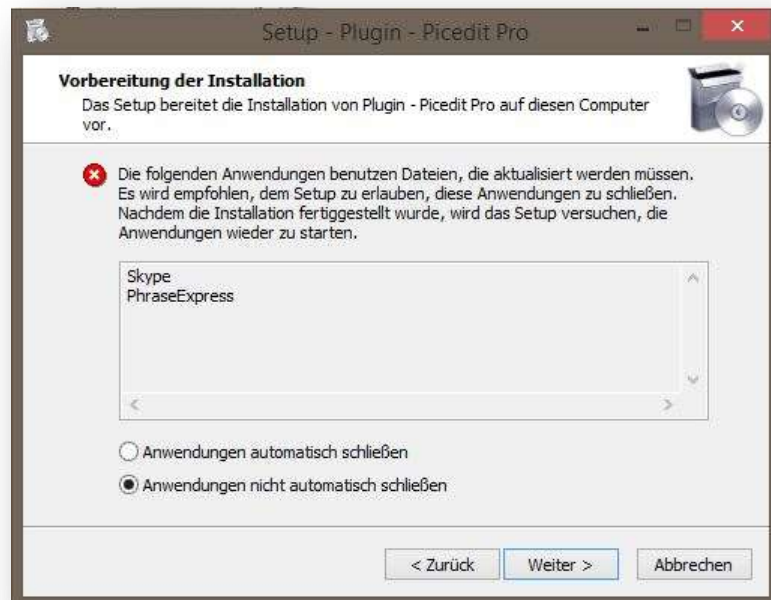 Setup - Plugin - Picedit Pro
Vorbereitung der Installation
Das Setup bereitet die Installation von Plugin - Picedit Pro auf diesen Computer
vor.
Die folgenden Anwendungen benutzen Dateien, die aktualisiert werden müssen.
Es wird empfohlen, dem Setup zu erlauben, diese Anwendungen zu schließen.
Nachdem die Installation fertiggestellt wurde, wird das Setup versuchen, die
Anwendungen wieder zu starten.
Skype
PhraseExpress
Anwendungen automatisch schließen
Anwendungen nicht automatisch schließen
< Zurück
Weiter >
Abbrechen